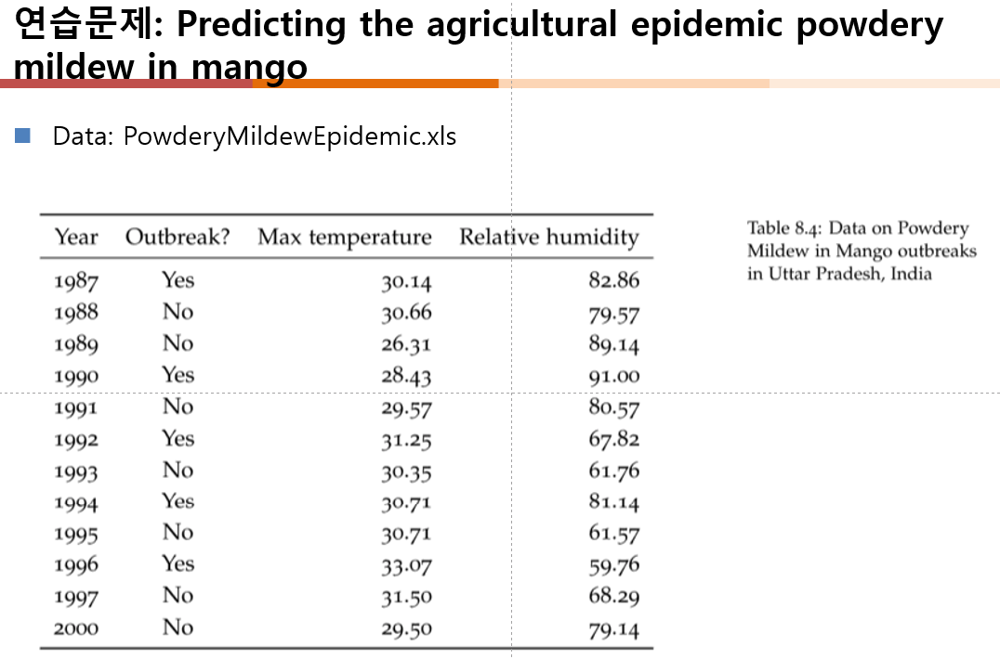 연습문제: Predicting the agricultural epidemic powdery
mildew in mango
Data: PowderyMildewEpidemic.xls
Year Outbreak? Max temperature Relative humidity
1987 Yes 30.14 82.86
1988 No 30.66 79.57
1989 No 26.31 89.14
1990 Yes 28.43 91.00
1991 No 29.57 80.57
1992 Yes 31.25 67.82
1993 No 30.35 61.76
1994 Yes 30.71 81.14
1995 No 30.71 61.57
1996 Yes 33.07 59.76
1997 No 31.50 68.29
2000 No 29.50 79.14
Table 8.4: Data on Powdery
Mildew in Mango outbreaks
in Uttar Pradesh, India